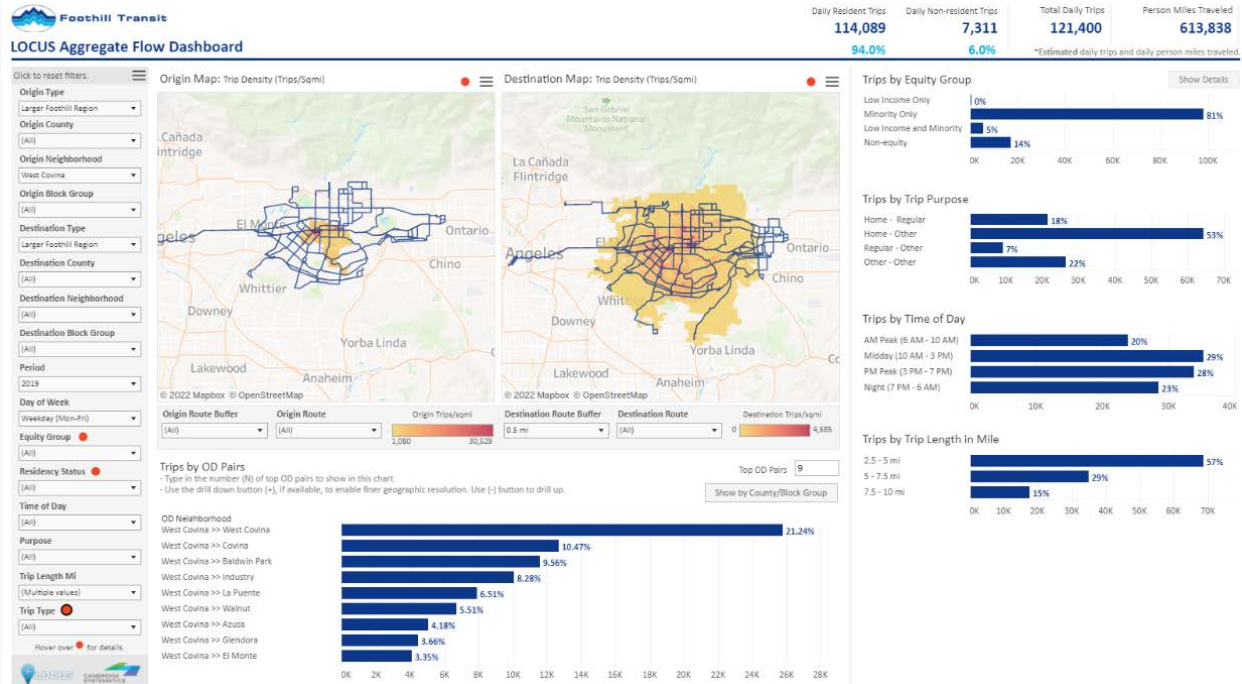 Foothill Transit
LOCUS Aggregate Flow Dashboard
Daily Resident Trips
114,089
94.0%
Daily Non-resident Trips
7,311
6.0%
Total Daily Trips
121,400
Person Miles Traveled
613,838
*Estimated daily trips and daily person miles traveled.
Click to reset filters.
Origin Type
Larger Foothill Region
Origin County
(All)
Origin Neighborhood
West Covina
Origin Block Group
(All)
Destination Type
Larger Foothill Region
Destination County
(All)
Destination Neighborhood
(All)
Destination Block Group
(All)
Period
2019
Day of Week
Weekday (Mon-Fri)
Equity Group
(All)
Residency Status
(All)
Time of Day
(All)
Purpose
(All)
Trip Length Mi
(Multiple values)
Trip Type
(All)
Hover over for details.
LOCUS
CAMBRIDGE SYSTEMATICS
Origin Map: Trip Density (Trips/Sqmi)
Cañada
intridge
El Monte
geles
Ontario
Chino
Whittier
Downey
Yorba Linda
Lakewood
Anaheim
© 2022 Mapbox © OpenStreetMap
Origin Route Buffer
(All)
Origin Route
(All)
Origin Trips/sqmi
1,080 30,529
Destination Map: Trip Density (Trips/Sqmi)
San Gabriel
Mountains National
Monument
La Cañada
Flintridge
Angeles
El
Ontario
Chino
Whitti
Downey
Yorba Linda
Lakewood
Anaheim
Cc
© 2022 Mapbox © OpenStreetMap
Destination Route Buffer
0.5 mi
Destination Route
(All)
Destination Trips/sqmi
0 4,585
Trips by OD Pairs
- Type in the number (N) of top OD pairs to show in this chart.
- Use the drill down button (+), if available, to enable finer geographic resolution. Use (-) button to drill up.
Top OD Pairs 9
Show by County/Block Group
OD Neighborhood
West Covina >> West Covina 21.24%
West Covina >> Covina 10.47%
West Covina >> Baldwin Park 9.56%
West Covina >> Industry 8.28%
West Covina >> La Puente 6.51%
West Covina >> Walnut 5.51%
West Covina >> Azusa 4.18%
West Covina >> Glendora 3.66%
West Covina >> El Monte 3.35%
0K 2K 4K 6K 8K 10K 12K 14K 16K 18K 20K 22K 24K 26K 28K
Trips by Equity Group
Show Details
Low Income Only 0%
Minority Only 81%
Low Income and Minority 5%
Non-equity 14%
0K 20K 40K 60K 80K 100K
Trips by Trip Purpose
Home - Regular 18%
Home - Other 53%
Regular - Other 7%
Other - Other 22%
0K 10K 20K 30K 40K 50K 60K 70K
Trips by Time of Day
AM Peak (6 AM - 10 AM) 20%
Midday (10 AM - 3 PM) 29%
PM Peak (3 PM - 7 PM) 28%
Night (7 PM - 6 AM) 23%
0K 10K 20K 30K 40K
Trips by Trip Length in Mile
2.5 - 5 mi 57%
5 - 7.5 mi 29%
7.5 - 10 mi 15%
0K 10K 20K 30K 40K 50K 60K 70K